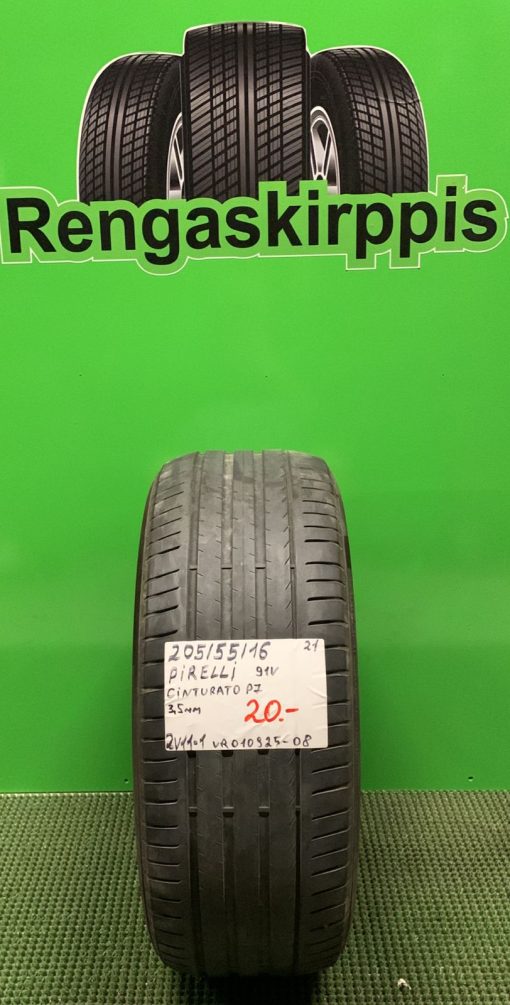 Rengaskirppis
205/55/16 21
PIRELLI 91V
CINTURATO P7
3,5MM 20.-
2V1101 VR010925-08